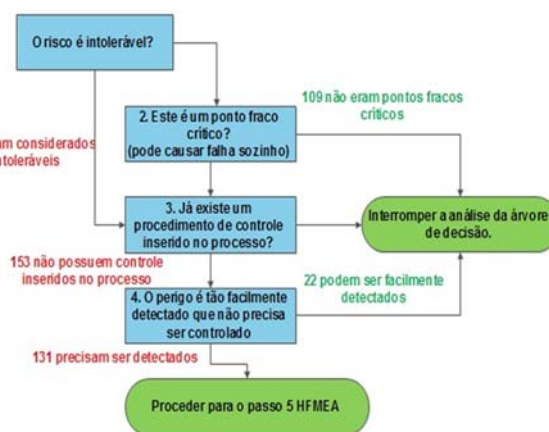 O risco é intolerável?
109 não eram pontos fracos
críticos
2. Este é um ponto fraco
crítico?
(pode causar falha sozinho)
considerados
3. Já existe um
procedimento de controle
inserido no processo?
Interromper a análise da árvore
de decisão.
153 não possuem controle
inseridos no processo
22 podem ser facilmente
detectados
4. O perigo é tão facilmente
detectado que não precisa
ser controlado
131 precisam ser detectados
Proceder para o passo 5 HFMEA